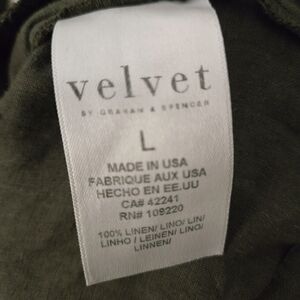 velvet
BY GRAHAM & SPENCER
L
MADE IN USA
FABRIQUE AUX USA
HECHO EN EE.UU
CA# 42241
RN# 109220
100% LINEN/ LINO/ LIN/
LINHO / LEINEN/ LINO/
LINNEN/